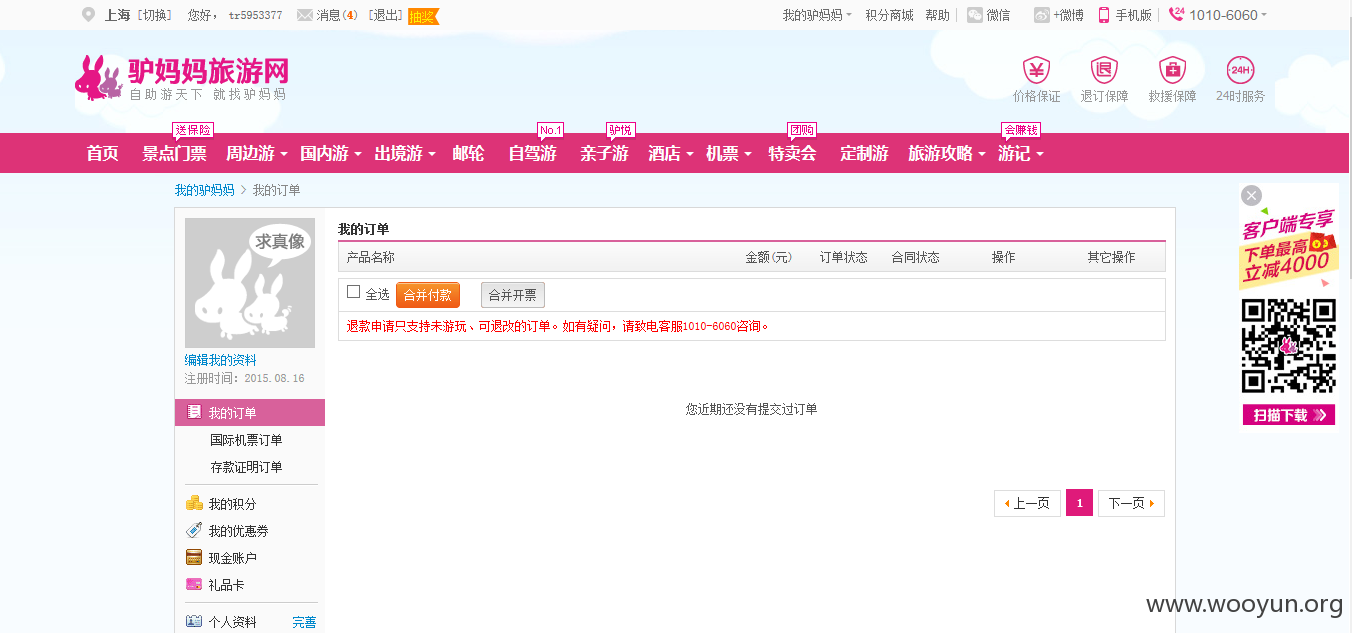 上海 [切换] 您好， tr5953377 消息(4) [退出] 抽奖 我的驴妈妈 积分商城 帮助 微信 +微博 手机版 24 1010-6060
驴妈妈旅游网
自助游天下 就找驴妈妈
¥ 退 24H
价格保证 退订保障 救援保障 24时服务
送保险 No.1 驴悦 团购 会赚钱
首页 景点门票 周边游 国内游 出境游 邮轮 自驾游 亲子游 酒店 机票 特卖会 定制游 旅游攻略 游记
我的驴妈妈 > 我的订单
求真像
编辑我的资料
注册时间：2015.08.16
我的订单
国际机票订单
存款证明订单
我的积分
我的优惠券
现金账户
礼品卡
个人资料 完善
我的订单
产品名称 金额(元) 订单状态 合同状态 操作 其它操作
全选 合并付款 合并开票
退款申请只支持未游玩、可退改的订单。如有疑问，请致电客服1010-6060咨询。
您近期还没有提交过订单
上一页 1 下一页
客户端专享
下单最高
立减4000
扫描下载
www.wooyun.org